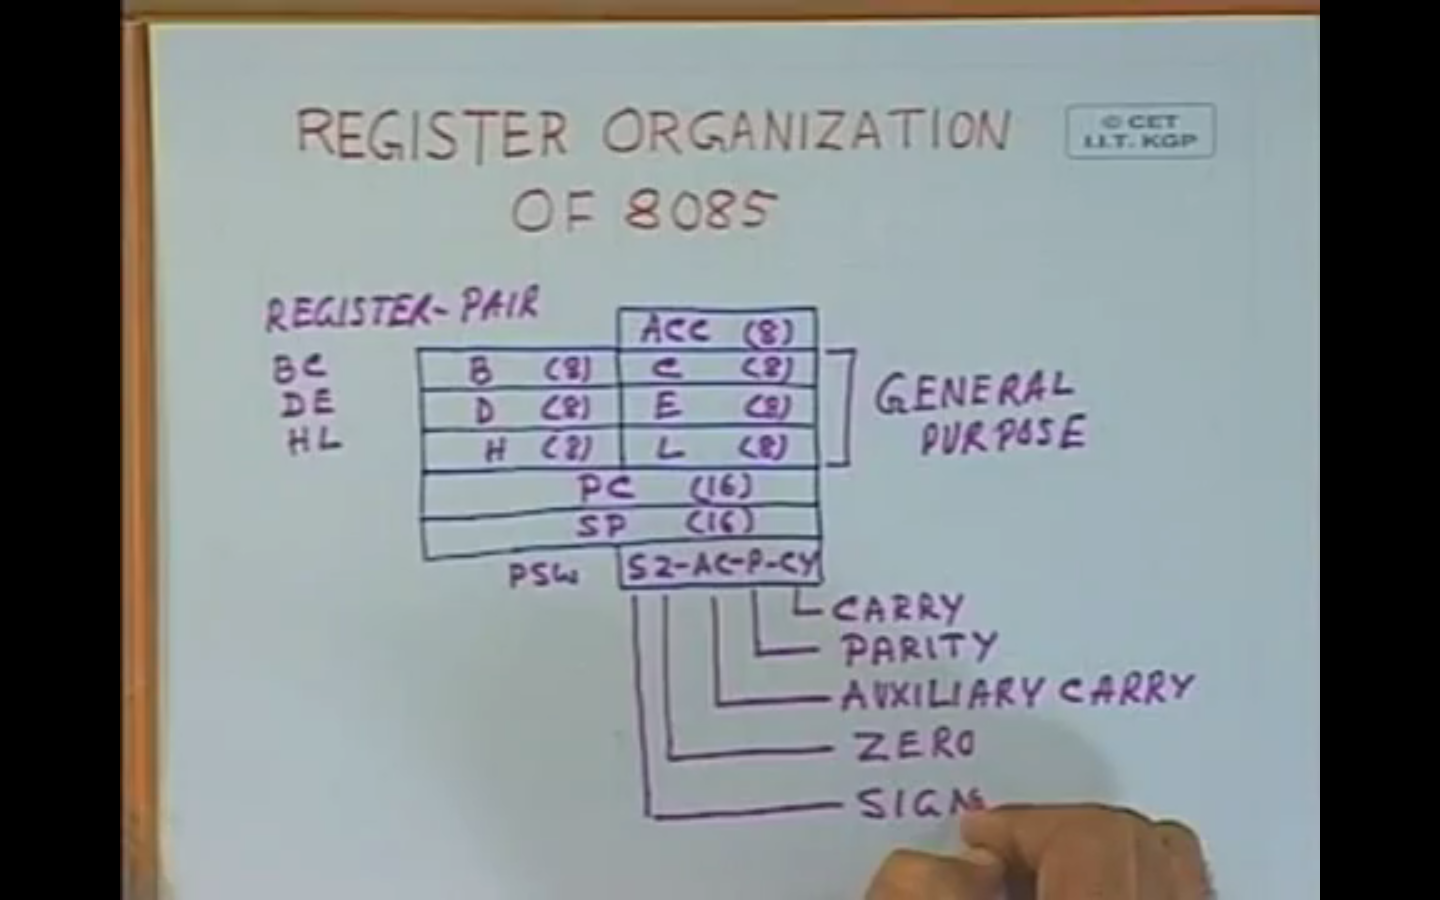 REGISTER ORGANIZATION
OF 8085
© CET
I.I.T. KGP
REGISTER-PAIR
BC
DE
HL
ACC (8)
B (8) C (8)
D (8) E (8)
H (8) L (8)
GENERAL
PURPOSE
PC (16)
SP (16)
PSW SZ-AC-P-CY
CARRY
PARITY
AUXILIARY CARRY
ZERO
SIGN